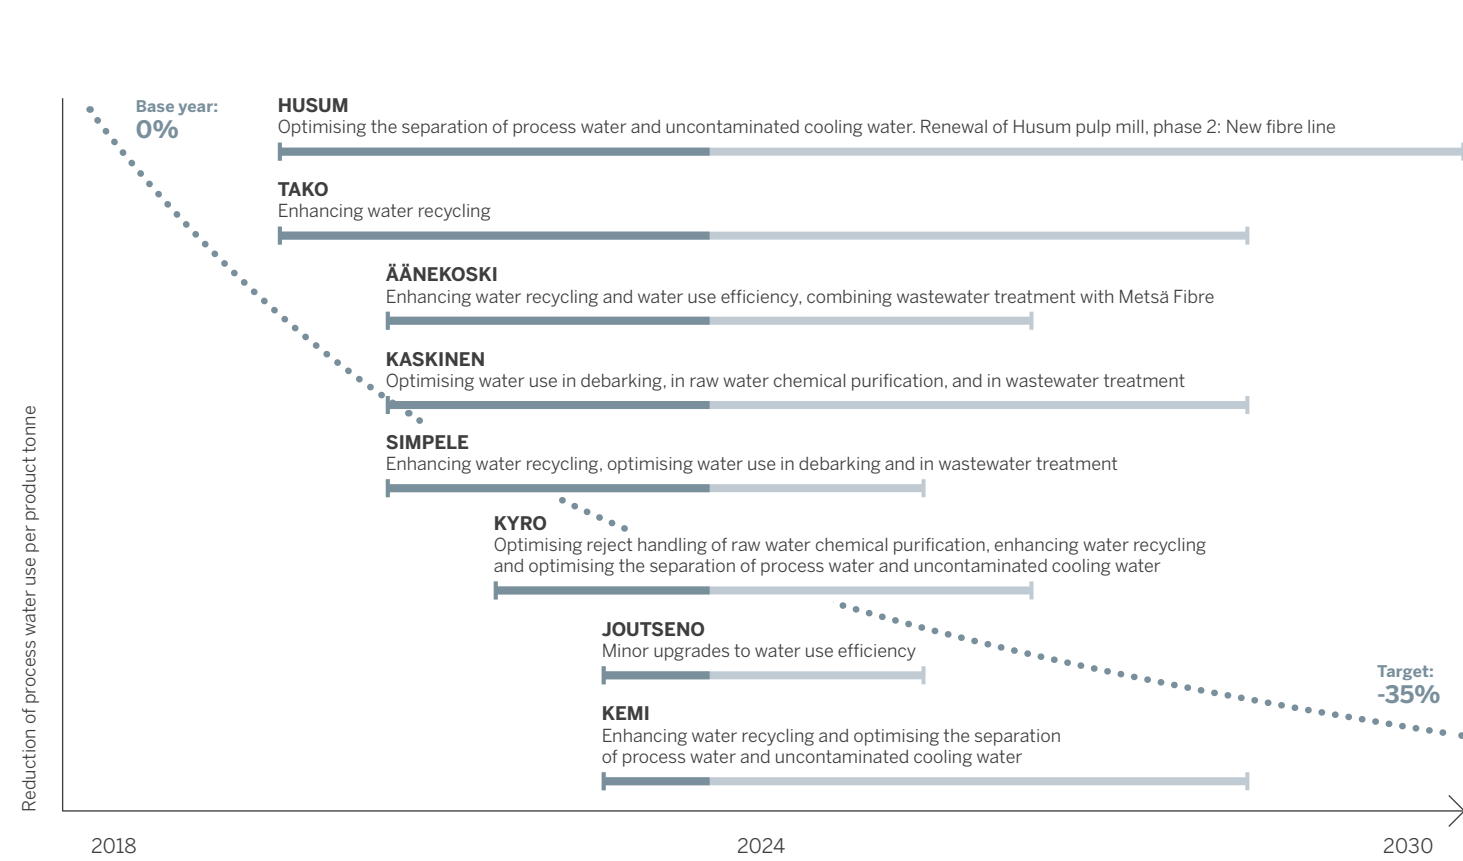 Base year:
0%
HUSUM
Optimising the separation of process water and uncontaminated cooling water. Renewal of Husum pulp mill, phase 2: New fibre line
TAKO
Enhancing water recycling
ÄÄNEKOSKI
Enhancing water recycling and water use efficiency, combining wastewater treatment with Metsä Fibre
KASKINEN
Optimising water use in debarking, in raw water chemical purification, and in wastewater treatment
SIMPELE
Enhancing water recycling, optimising water use in debarking and in wastewater treatment
KYRO
Optimising reject handling of raw water chemical purification, enhancing water recycling
and optimising the separation of process water and uncontaminated cooling water
JOUTSENO
Minor upgrades to water use efficiency
Target:
-35%
KEMI
Enhancing water recycling and optimising the separation
of process water and uncontaminated cooling water
Reduction of process water use per product tonne
2018
2024
2030